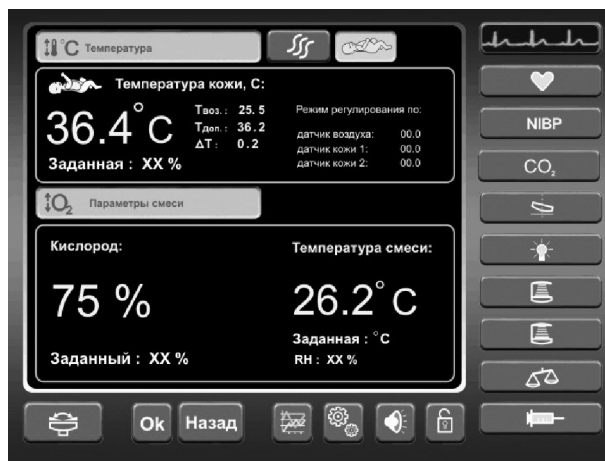 °C Температура
Температура кожи, С:
36.4°C
Tвоз. : 25.5
Tдоп. : 36.2
ΔT : 0.2
Режим регулирования по:
датчик воздуха: 00.0
датчик кожи 1: 00.0
датчик кожи 2: 00.0
Заданная : XX %
O₂ Параметры смеси
Кислород:
75 %
Заданный : XX %
Температура смеси:
26.2°C
Заданная : °C
RH : XX %
NIBP
CO₂
Ok
Назад